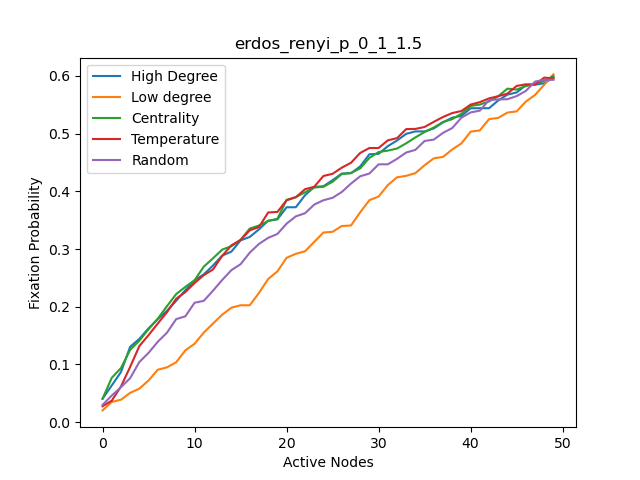 erdos_renyi_p_0_1_1.5
High Degree
Low degree
Centrality
Temperature
Random
Fixation Probability
0.6
0.5
0.4
0.3
0.2
0.1
0.0
0 10 20 30 40 50
Active Nodes